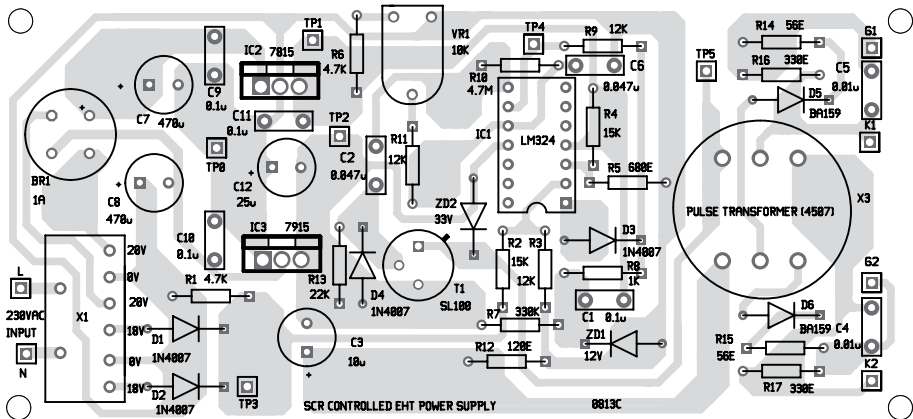 TP1
R6
4.7K
VR1
10K
TP4
R9 12K
R14 56E
G1
IC2 7815
R10
4.7M
C6
0.047u
TP5
R16 330E
C5
0.01u
+
C7 470u
C9
0.1u
D5
BA159
C11
0.1u
TP2
R11
12K
IC1
LM324
R4
15K
K1
BR1
1A
TP0
C2
0.047u
+
C8
470u
+
C12
25u
R5 680E
ZD2
33V
X3
PULSE TRANSFORMER (4507)
C10
0.1u
IC3 7915
20V
0V
20V
18V
0V
18V
R2
15K
R3
12K
D3
1N4007
R8
1K
G2
L
230VAC
INPUT
N
X1
R1 4.7K
R13
22K
D4
1N4007
T1
SL100
R7 330K
C1 0.1u
D6
BA159
C4
0.01u
D1
1N4007
C3
10u
+
R12 120E
ZD1
12V
R15
56E
K2
D2
1N4007
TP3
R17 330E
SCR CONTROLLED EHT POWER SUPPLY 0813C